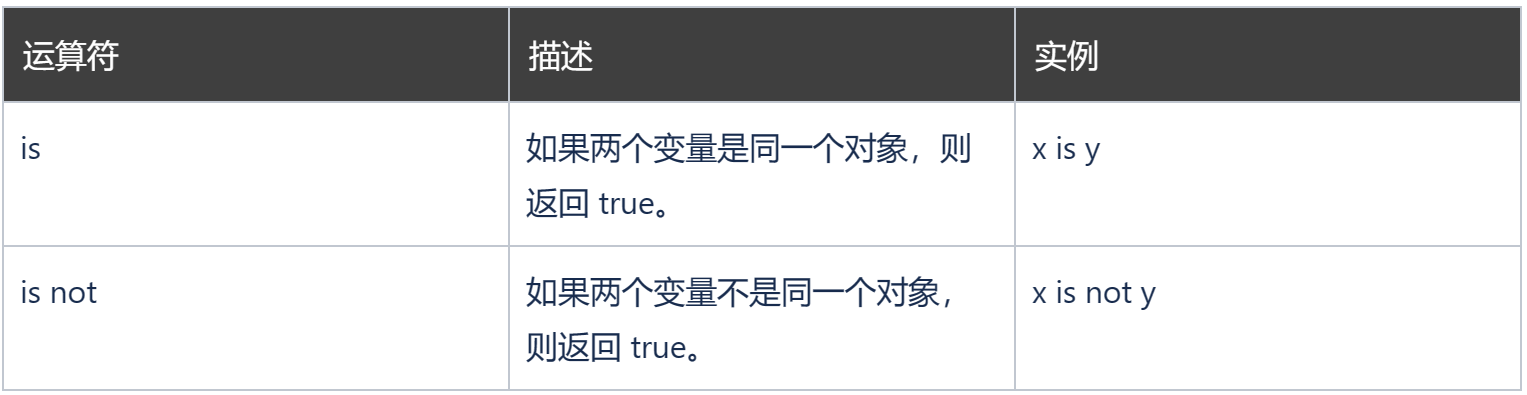 运算符 描述 实例
is 如果两个变量是同一个对象，则 x is y
返回 true。
is not 如果两个变量不是同一个对象， x is not y
则返回 true。